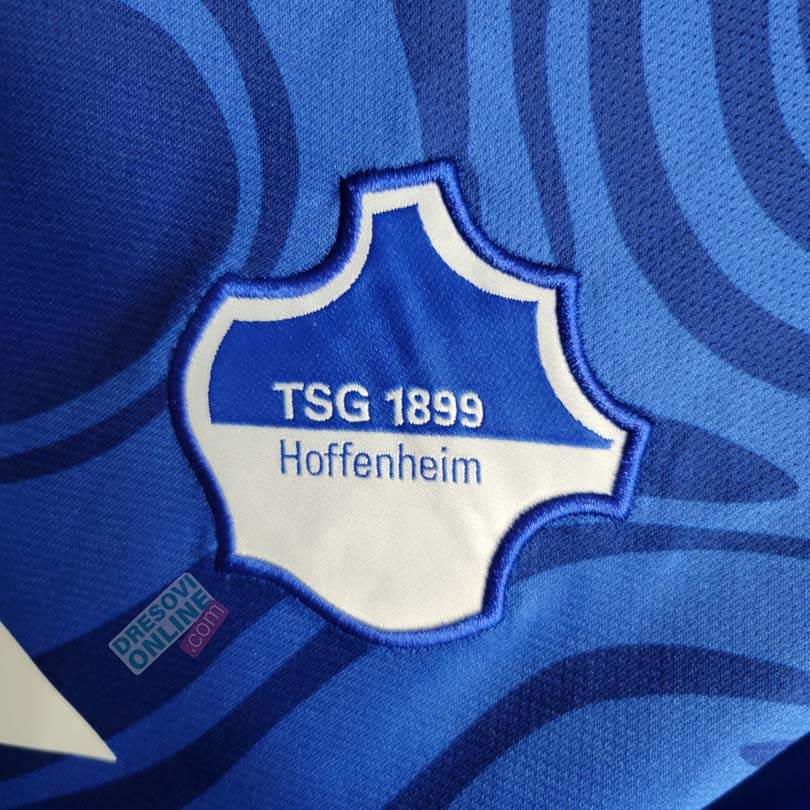 TSG 1899
Hoffenheim
DRESOVI
ONLINE.com